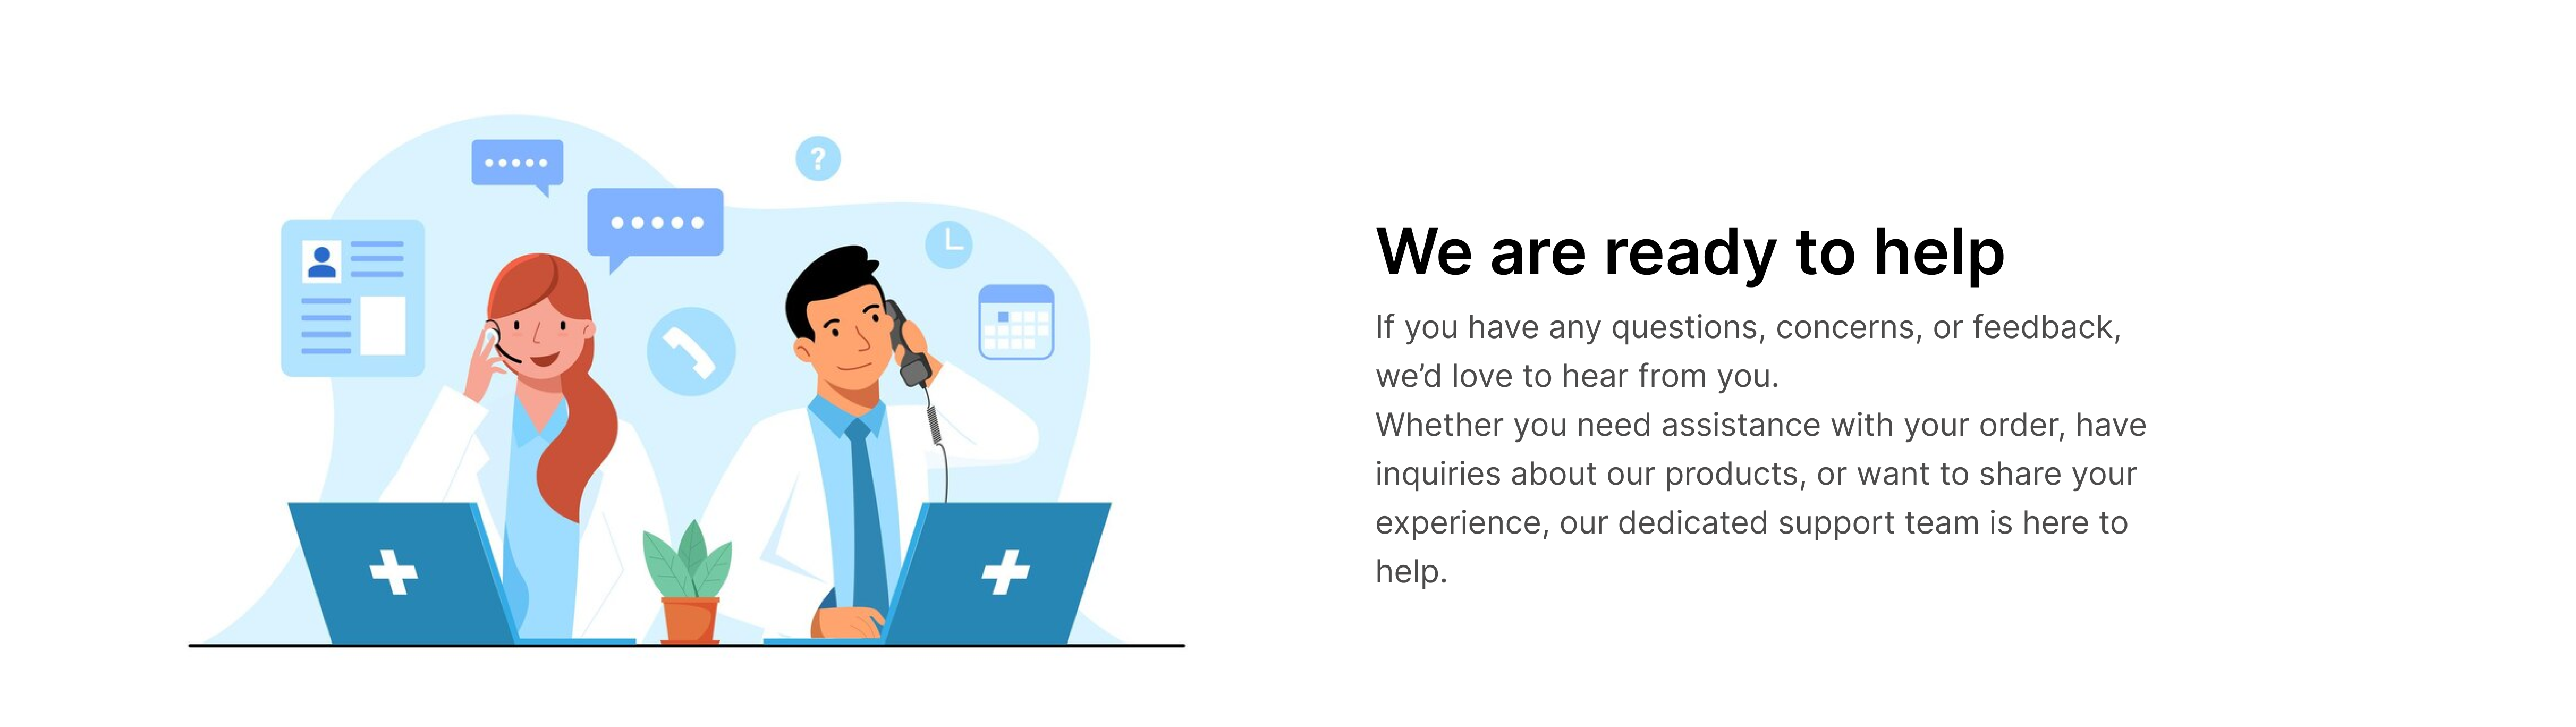 ?
We are ready to help
If you have any questions, concerns, or feedback,
we’d love to hear from you.
Whether you need assistance with your order, have
inquiries about our products, or want to share your
experience, our dedicated support team is here to
help.